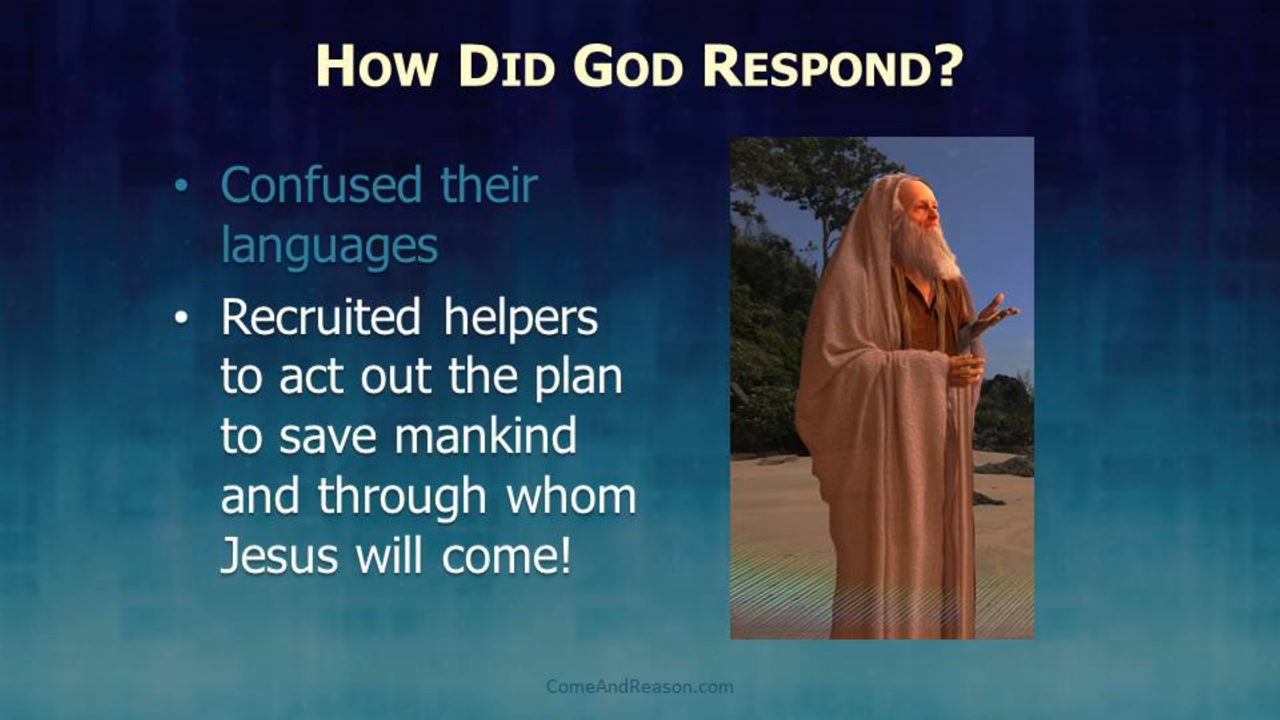 How Did God Respond?
• Confused their
languages
• Recruited helpers
to act out the plan
to save mankind
and through whom
Jesus will come!
ComeAndReason.com